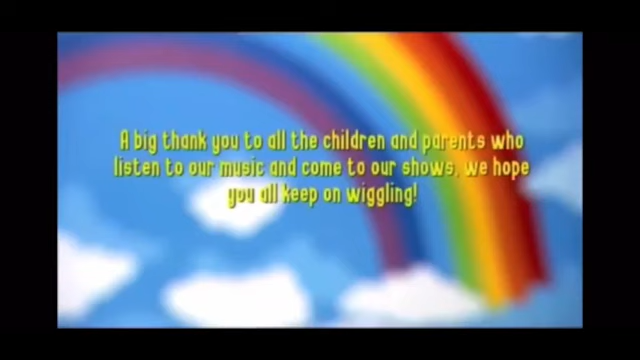 A big thank you to all the children and parents who
listen to our music and come to our shows, we hope
you all keep on wiggling!